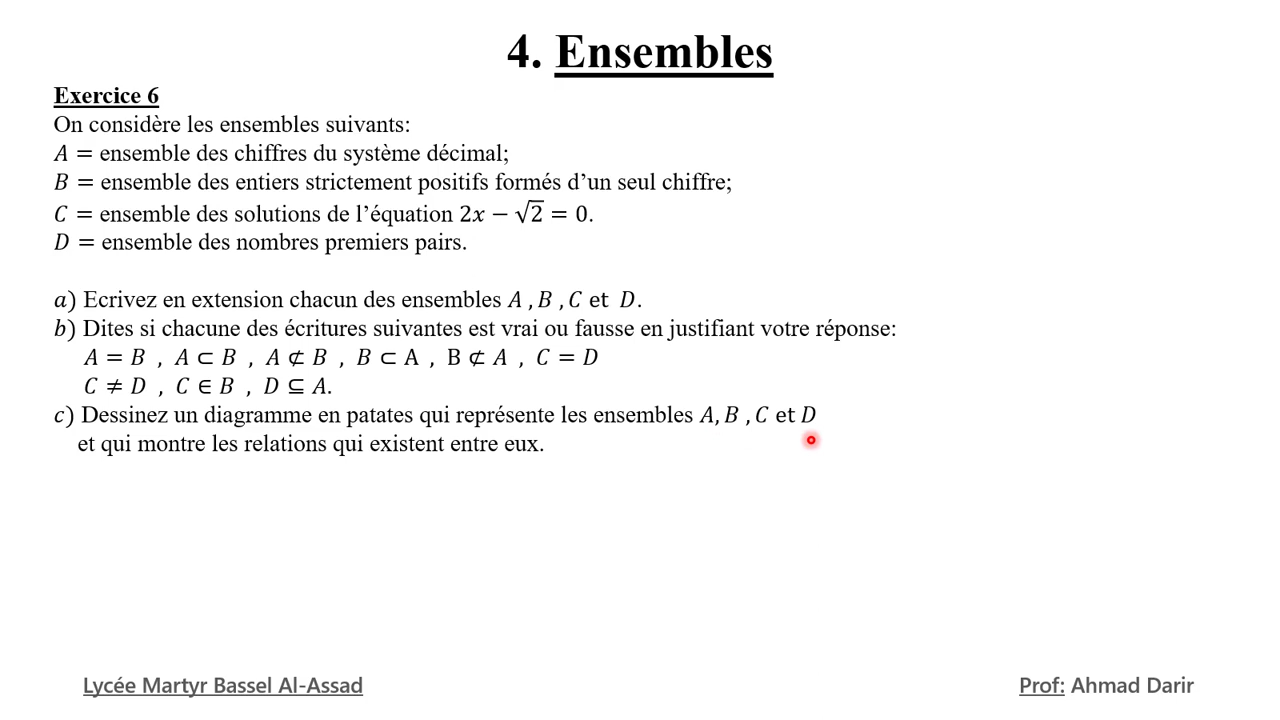 4. Ensembles
Exercice 6
On considère les ensembles suivants:
A = ensemble des chiffres du système décimal;
B = ensemble des entiers strictement positifs formés d’un seul chiffre;
C = ensemble des solutions de l’équation 2x − √2 = 0.
D = ensemble des nombres premiers pairs.
a) Ecrivez en extension chacun des ensembles A , B , C et D.
b) Dites si chacune des écritures suivantes est vrai ou fausse en justifiant votre réponse:
A = B , A ⊂ B , A ⊄ B , B ⊂ A , B ⊄ A , C = D
C ≠ D , C ∈ B , D ⊆ A.
c) Dessinez un diagramme en patates qui représente les ensembles A, B , C et D
et qui montre les relations qui existent entre eux.
Lycée Martyr Bassel Al-Assad
Prof: Ahmad Darir